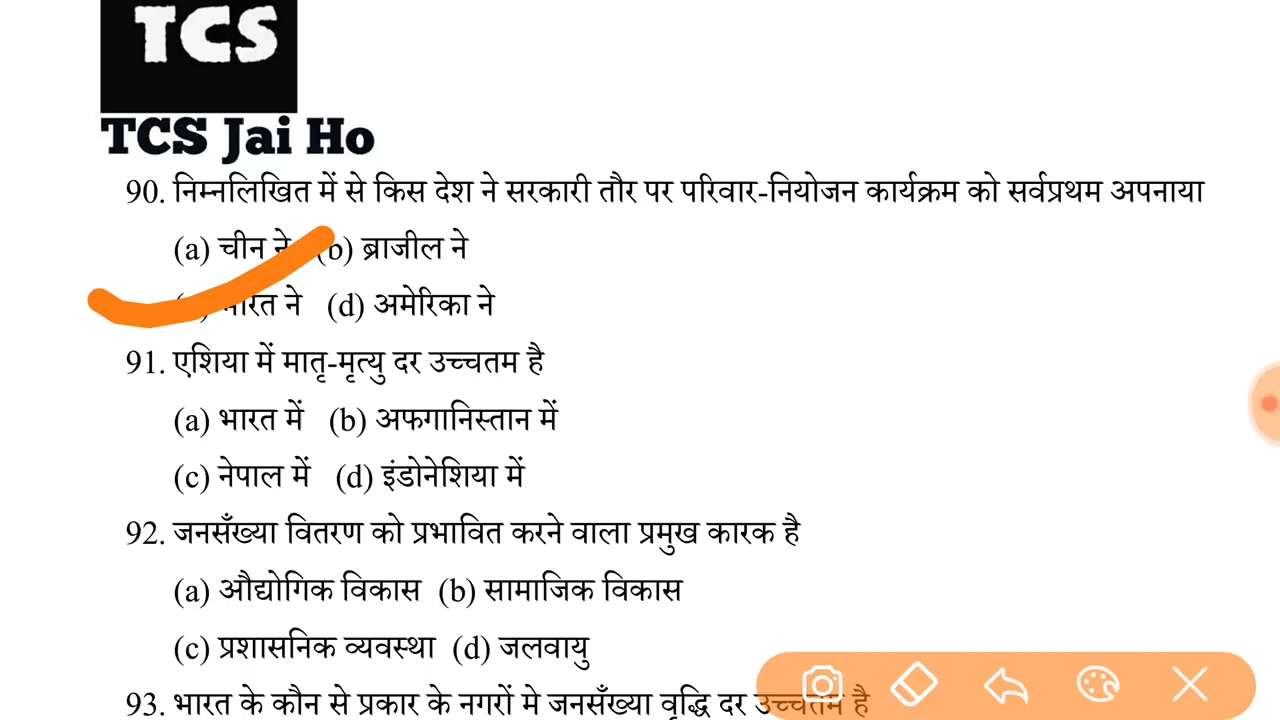 TCS
TCS Jai Ho
90. निम्नलिखित में से किस देश ने सरकारी तौर पर परिवार-नियोजन कार्यक्रम को सर्वप्रथम अपनाया
(a) चीन ने (b) ब्राजील ने
भारत ने (d) अमेरिका ने
91. एशिया में मातृ-मृत्यु दर उच्चतम है
(a) भारत में (b) अफगानिस्तान में
(c) नेपाल में (d) इंडोनेशिया में
92. जनसँख्या वितरण को प्रभावित करने वाला प्रमुख कारक है
(a) औद्योगिक विकास (b) सामाजिक विकास
(c) प्रशासनिक व्यवस्था (d) जलवायु
93. भारत के कौन से प्रकार के नगरों मे जनसँख्या वृद्धि दर उच्चतम है